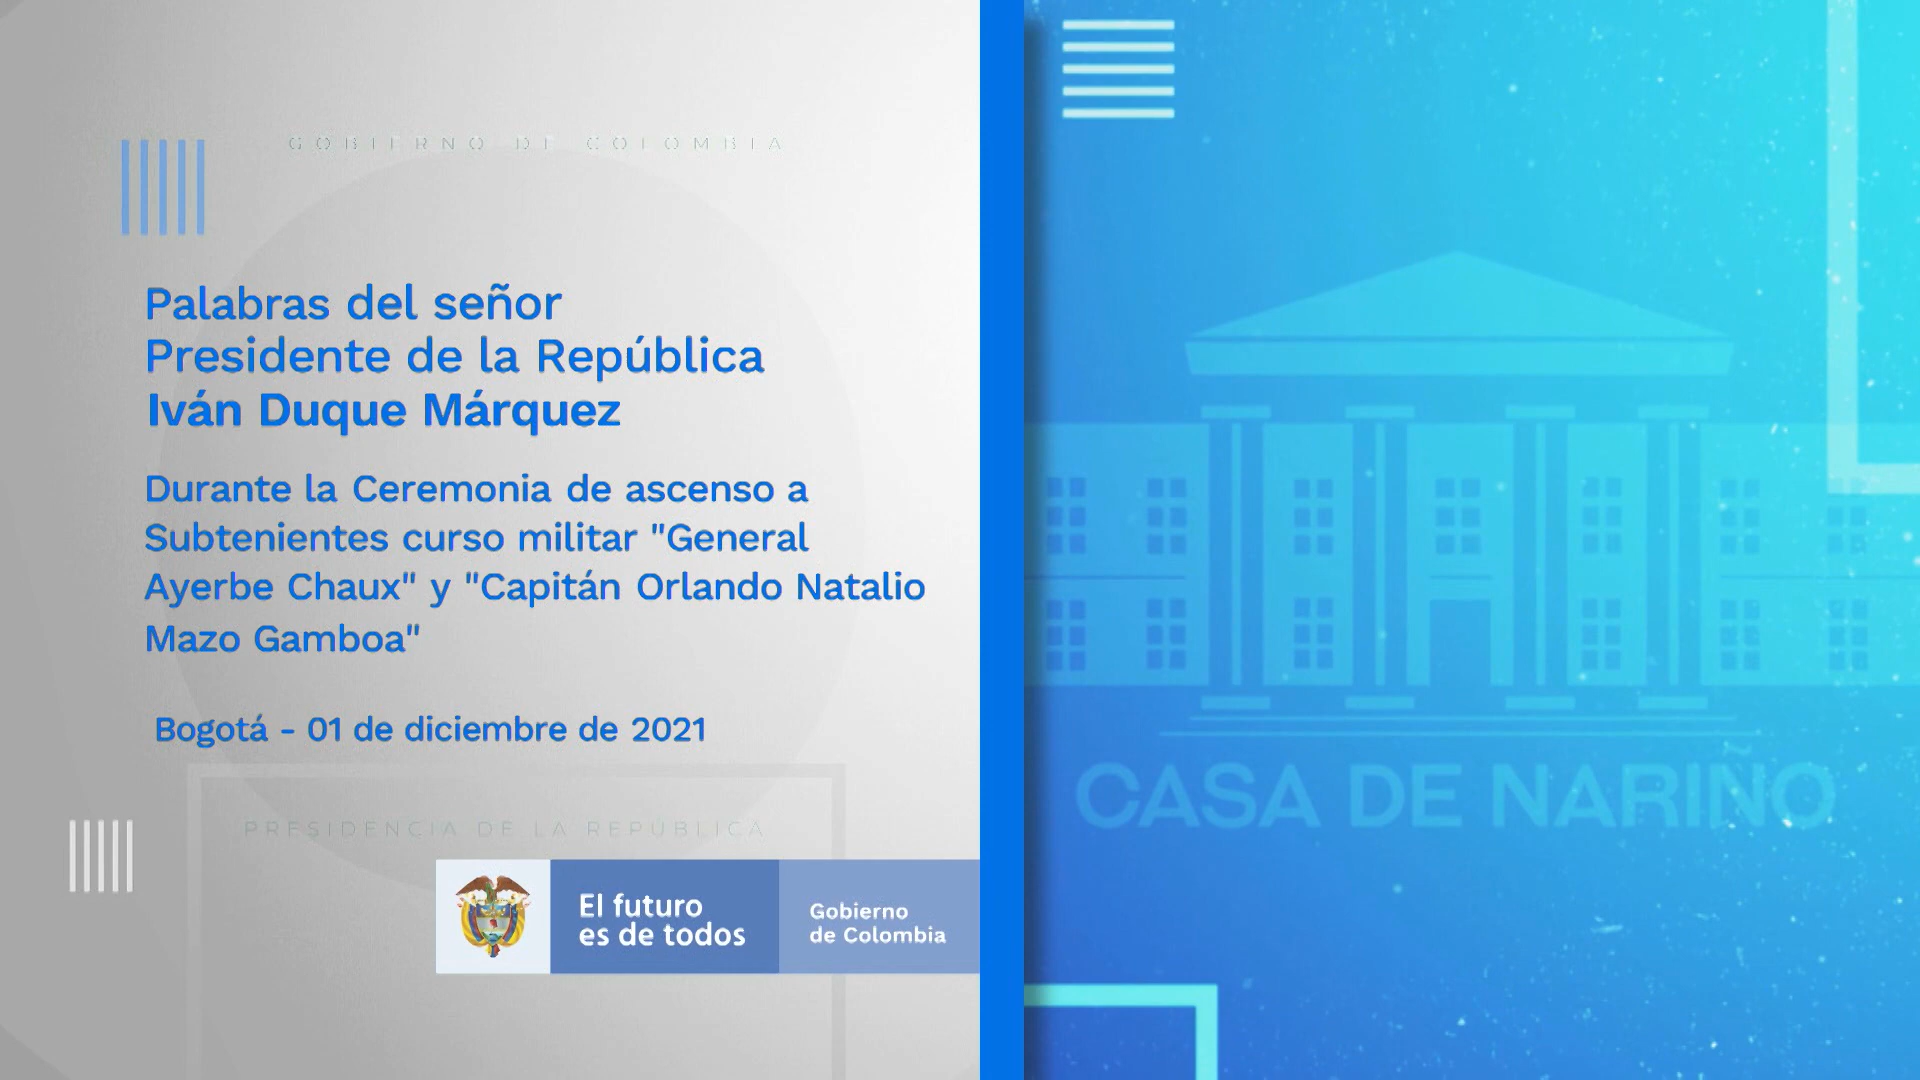 GOBIERNO DE COLOMBIA
Palabras del señor
Presidente de la República
Iván Duque Márquez
Durante la Ceremonia de ascenso a
Subtenientes curso militar "General
Ayerbe Chaux" y "Capitán Orlando Natalio
Mazo Gamboa"
Bogotá - 01 de diciembre de 2021
PRESIDENCIA DE LA REPÚBLICA
El futuro
es de todos
Gobierno
de Colombia
CASA DE NARIÑO